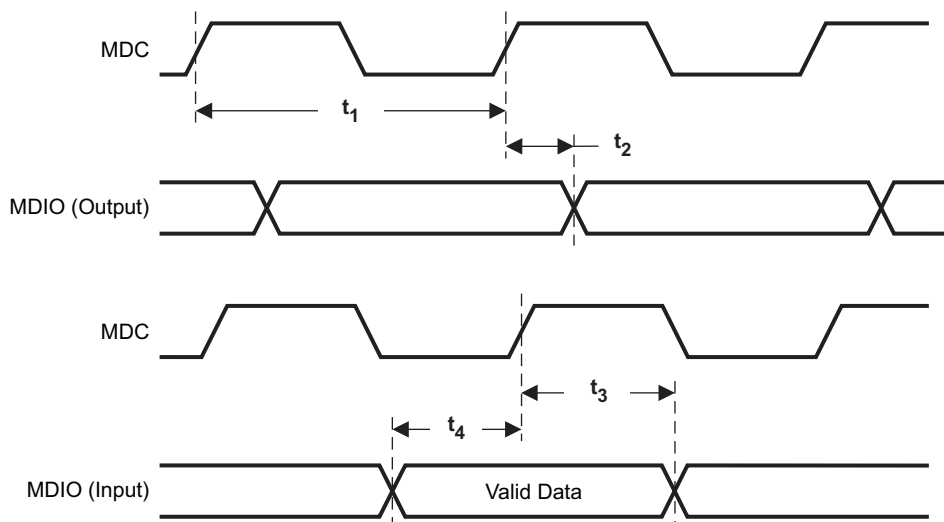 MDC
t1
t2
MDIO (Output)
MDC
t3
t4
MDIO (Input)
Valid Data